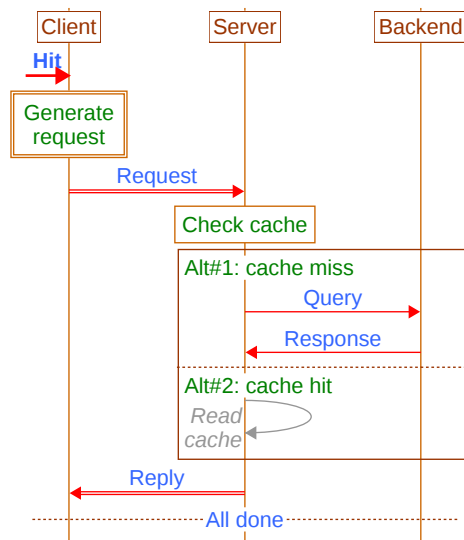 Client Server Backend
Hit
Generate
request
Request
Check cache
Alt#1: cache miss
Query
Response
Alt#2: cache hit
Read
cache
Reply
All done